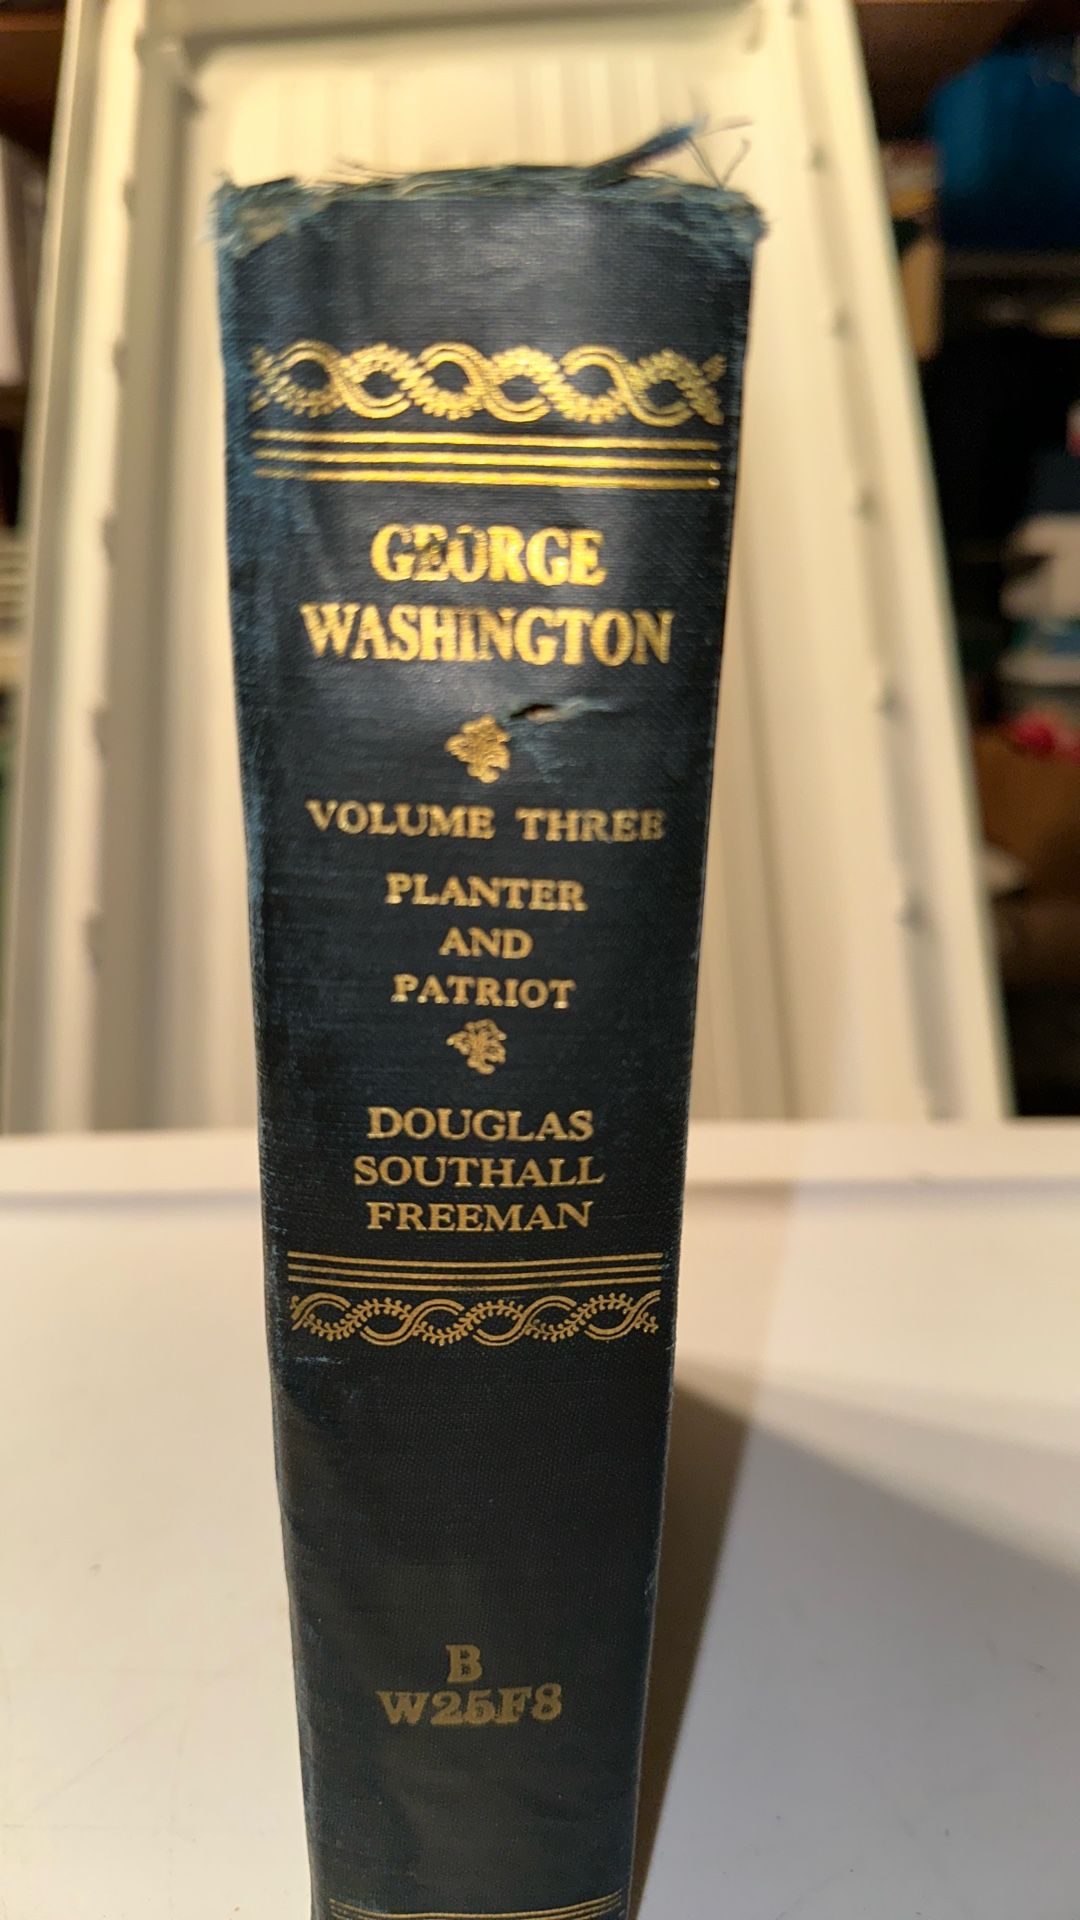 GEORGE
WASHINGTON
VOLUME THREE
PLANTER
AND
PATRIOT
DOUGLAS
SOUTHALL
FREEMAN
B
W25F8